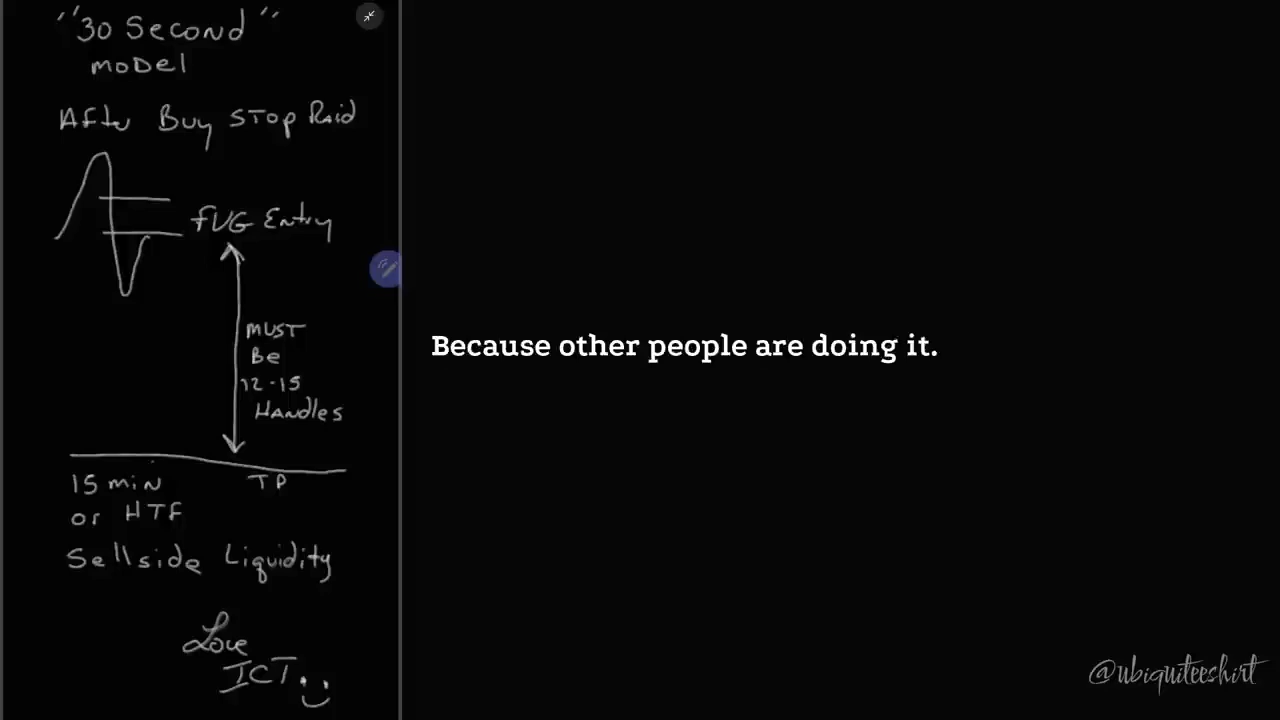 "30 Second"
model
After Buy Stop Raid
FVG Entry
MUST
Be
12-15
Handles
15 min
TP
or HTF
Sellside Liquidity
Love
ICT
Because other people are doing it.
@ubiquiteeshirt